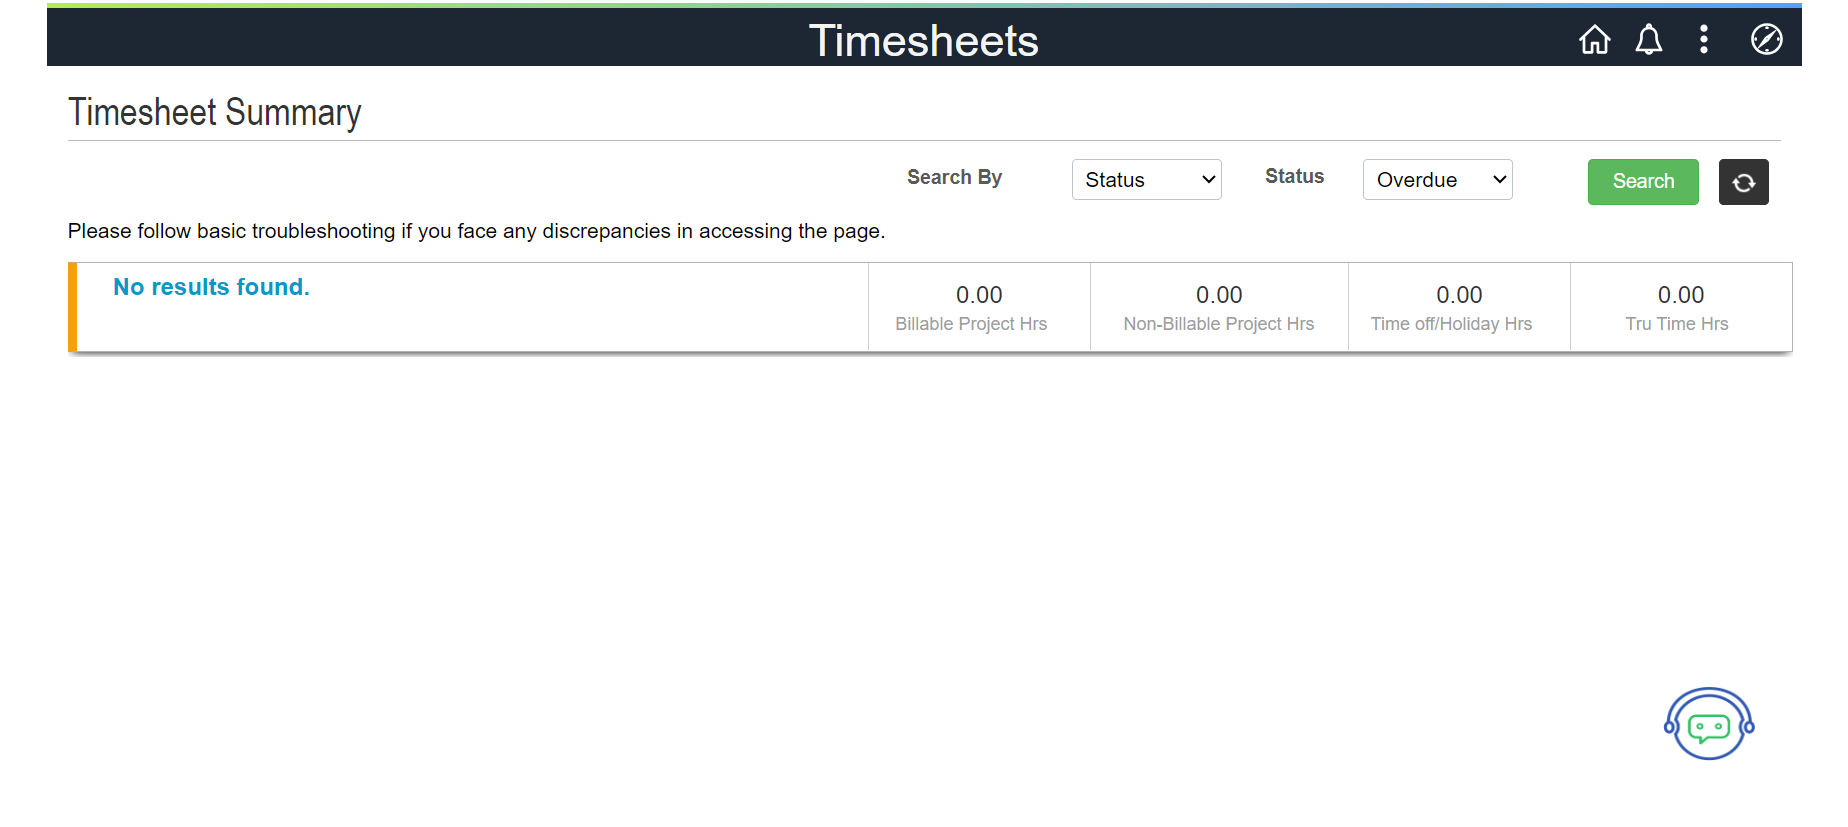 Timesheets
Timesheet Summary
Search By Status Status Overdue Search
Please follow basic troubleshooting if you face any discrepancies in accessing the page.
No results found. 0.00 0.00 0.00 0.00
Billable Project Hrs Non-Billable Project Hrs Time off/Holiday Hrs Tru Time Hrs